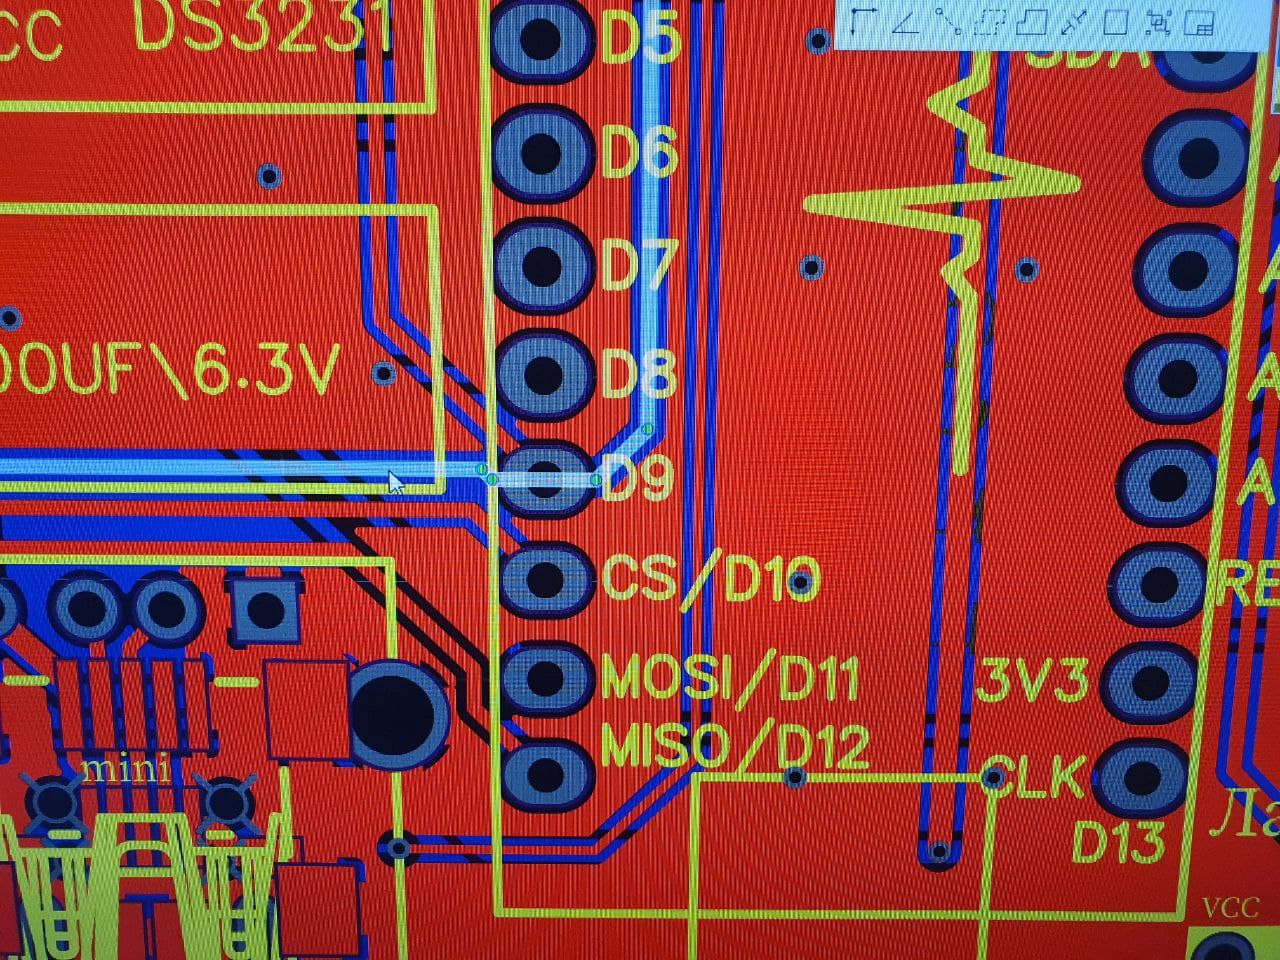 CC
DS3231
D5
SDA
D6
D7
00UF\6.3V
D8
D9
CS/D10
RE
3V3
MOSI/D11
MISO/D12
CLK
mini
D13
Ла
VCC